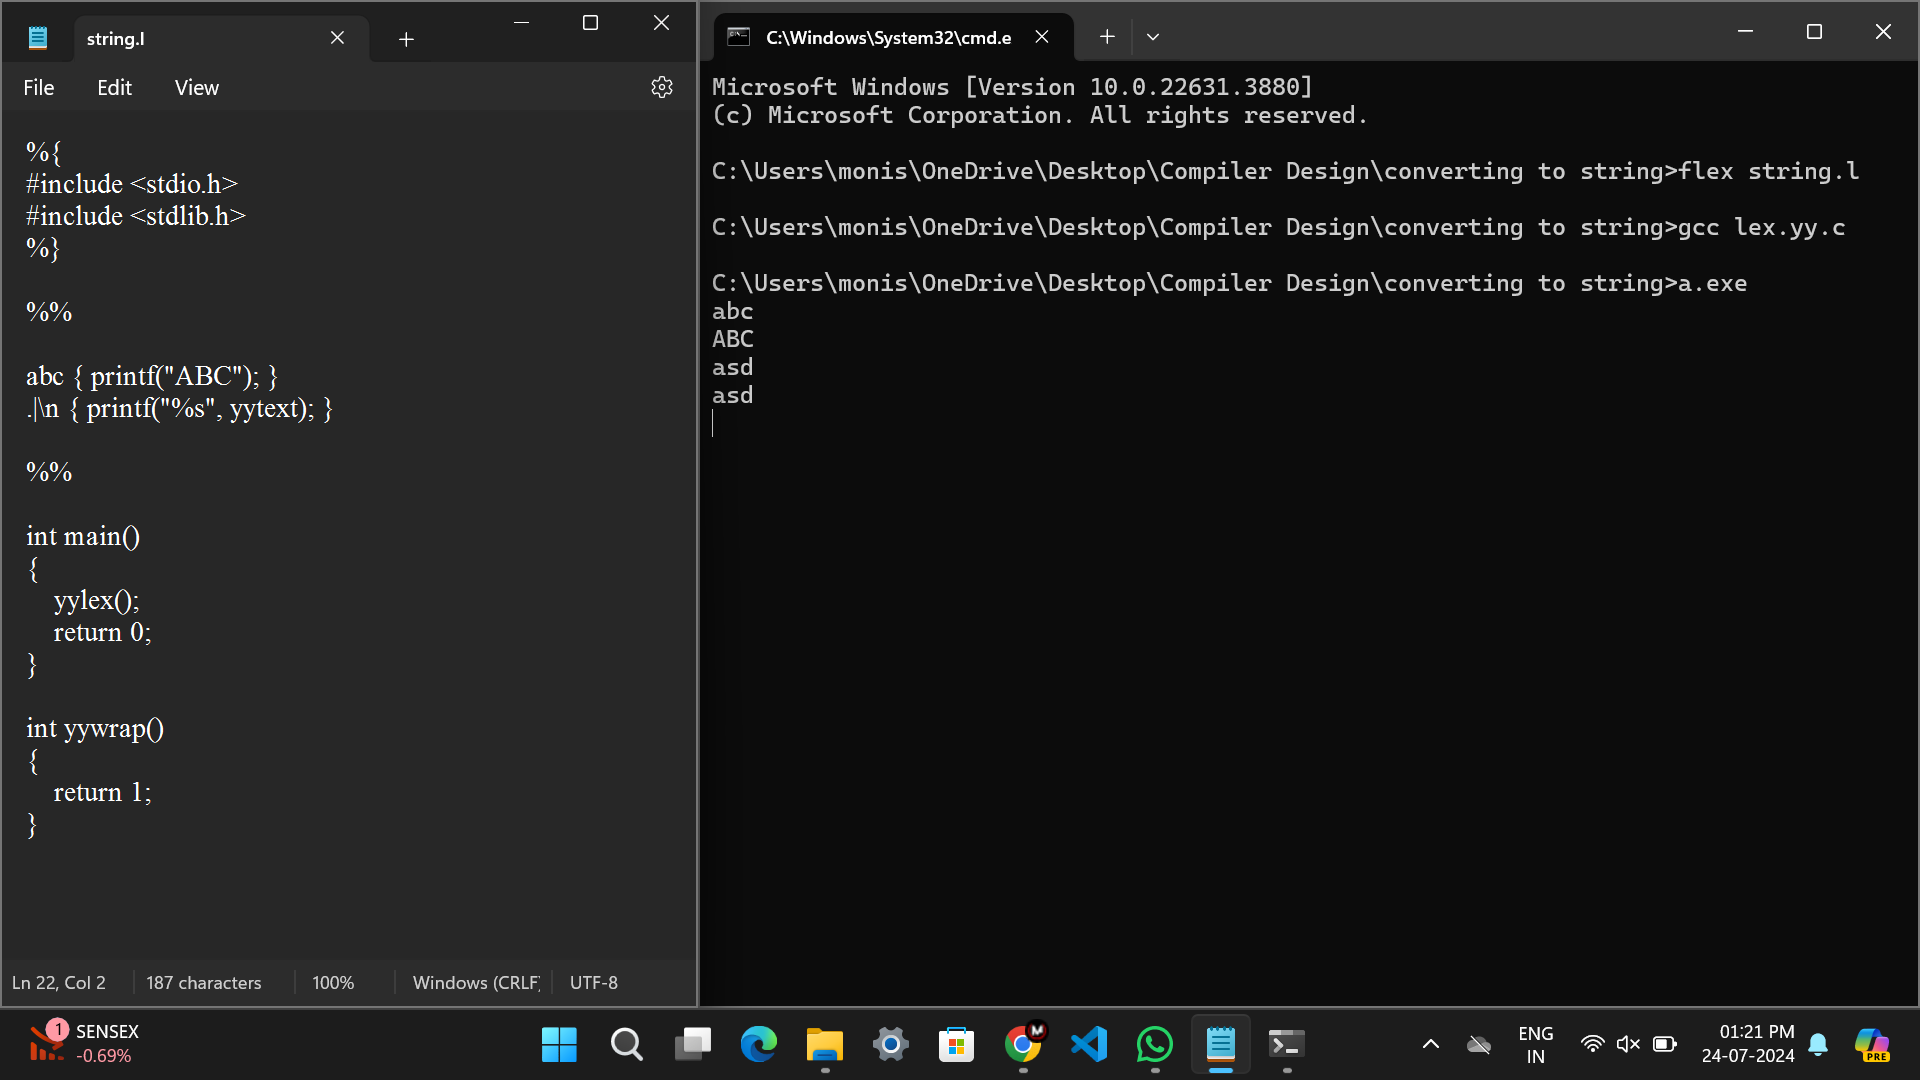 string.l
File Edit View
%{
#include <stdio.h>
#include <stdlib.h>
%}
%%
abc { printf("ABC"); }
.|\n { printf("%s", yytext); }
%%
int main()
{
    yylex();
    return 0;
}
int yywrap()
{
    return 1;
}
Ln 22, Col 2 187 characters 100% Windows (CRLF) UTF-8
C:\Windows\System32\cmd.e
Microsoft Windows [Version 10.0.22631.3880]
(c) Microsoft Corporation. All rights reserved.
C:\Users\monis\OneDrive\Desktop\Compiler Design\converting to string>flex string.l
C:\Users\monis\OneDrive\Desktop\Compiler Design\converting to string>gcc lex.yy.c
C:\Users\monis\OneDrive\Desktop\Compiler Design\converting to string>a.exe
abc
ABC
asd
asd
1
SENSEX
-0.69%
M
ENG
IN
01:21 PM
24-07-2024
PRE